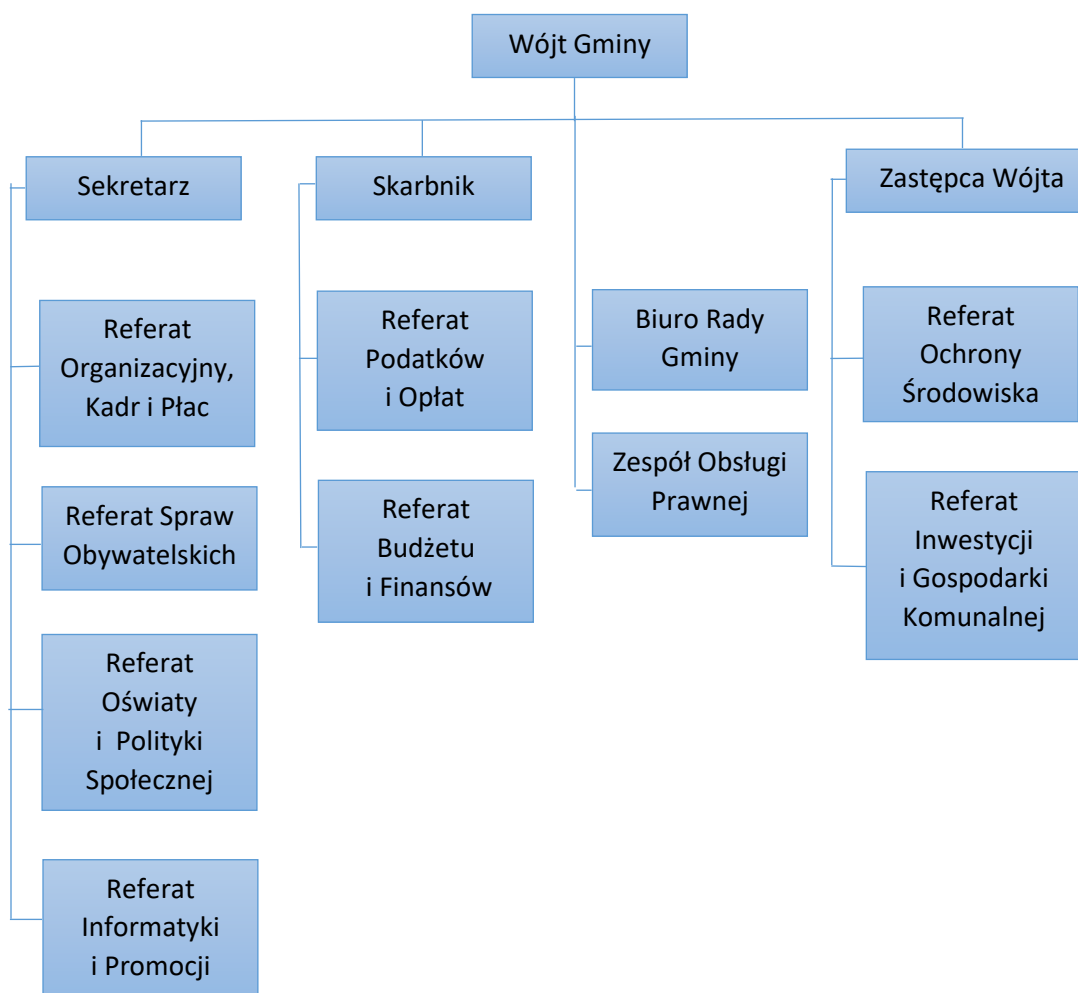 Wójt Gminy
Sekretarz
Skarbnik
Zastępca Wójta
Referat
Organizacyjny,
Kadr i Płac
Referat Spraw
Obywatelskich
Referat
Oświaty
i Polityki
Społecznej
Referat
Informatyki
i Promocji
Referat
Podatków
i Opłat
Referat
Budżetu
i Finansów
Biuro Rady
Gminy
Zespół Obsługi
Prawnej
Referat
Ochrony
Środowiska
Referat
Inwestycji
i Gospodarki
Komunalnej